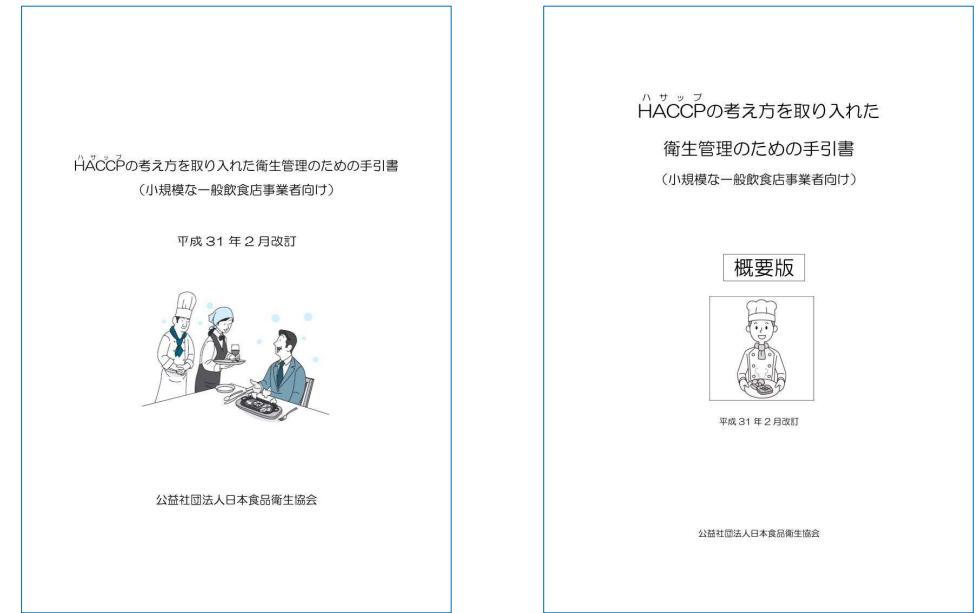 ハサップ
HACCPの考え方を取り入れた衛生管理のための手引書
（小規模な一般飲食店事業者向け）
平成 31 年 2 月改訂
公益社団法人日本食品衛生協会
ハサップ
HACCPの考え方を取り入れた
衛生管理のための手引書
（小規模な一般飲食店事業者向け）
概要版
平成 31 年 2 月改訂
公益社団法人日本食品衛生協会